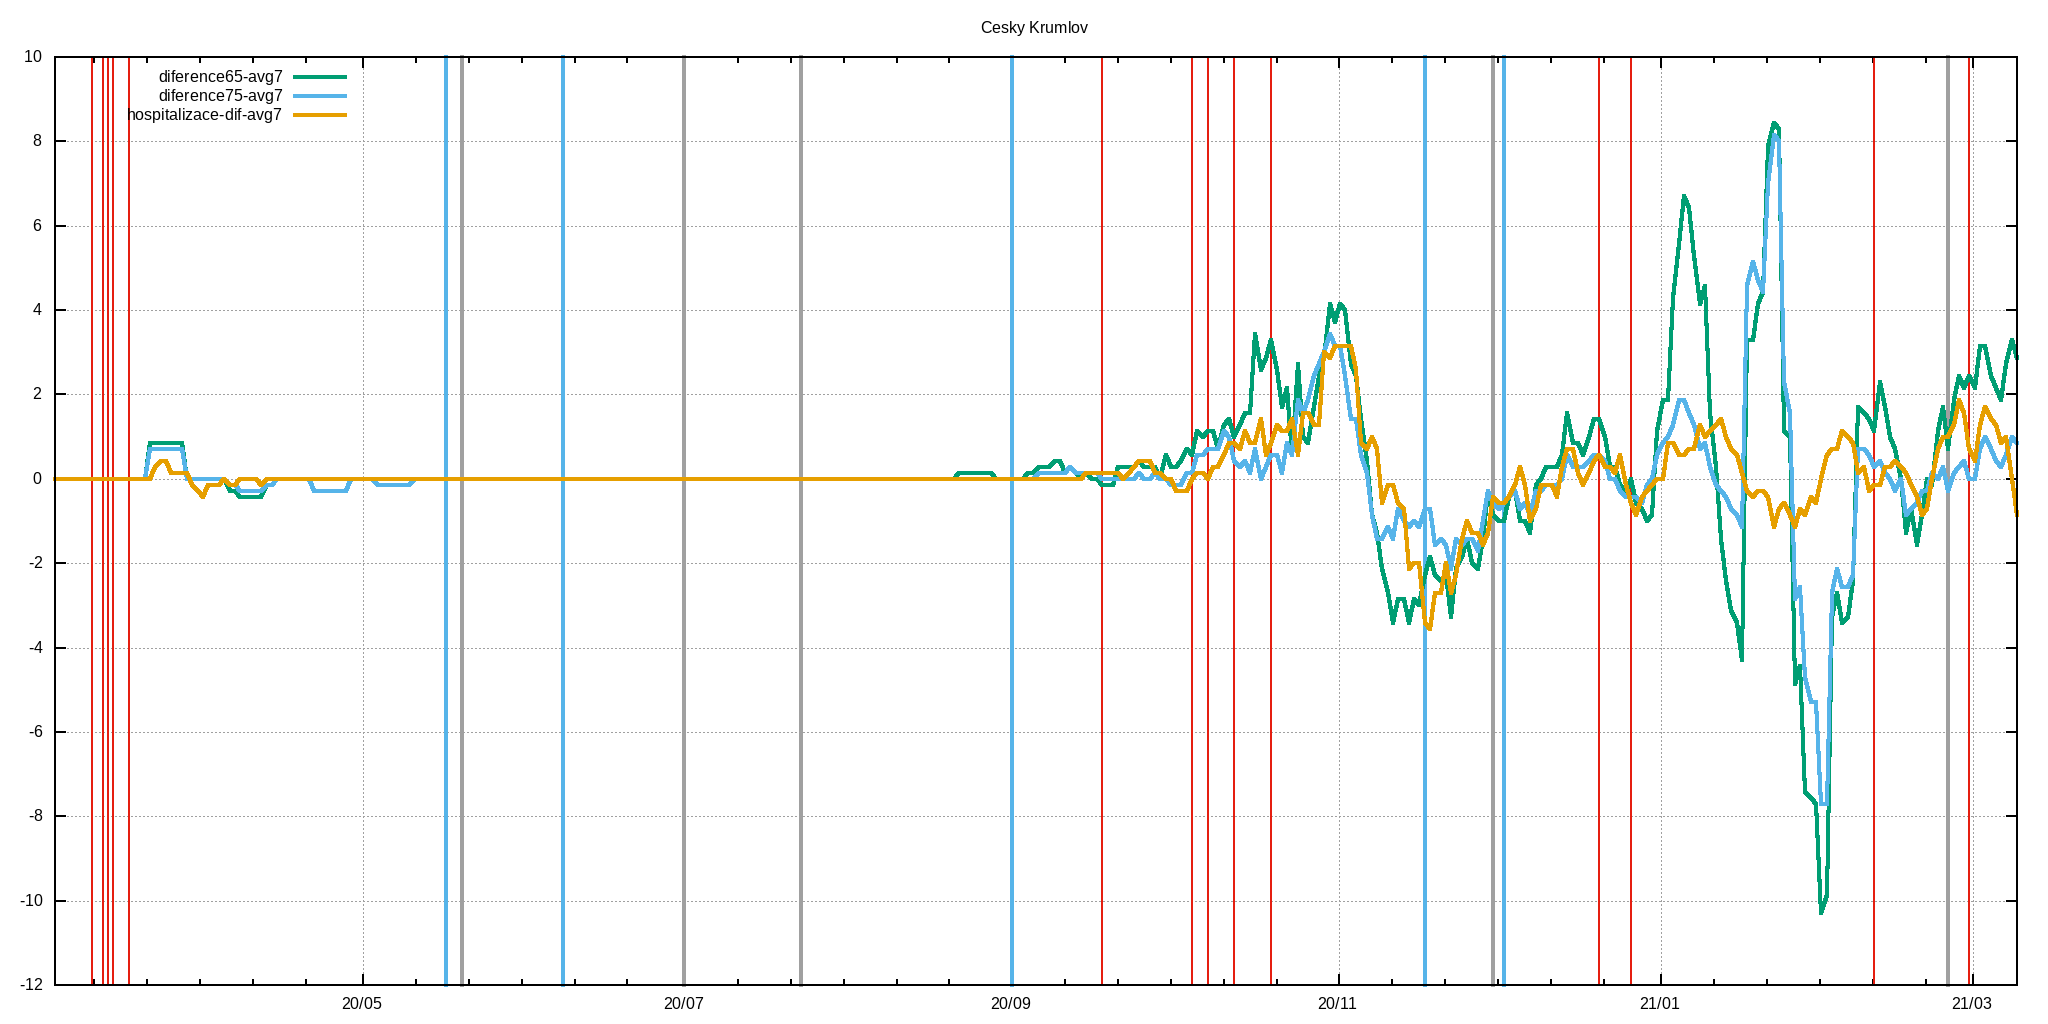 Cesky Krumlov
10
diference65-avg7
diference75-avg7
hospitalizace-dif-avg7
8
6
4
2
0
-2
-4
-6
-8
-10
-12
20/05 20/07 20/09 20/11 21/01 21/03